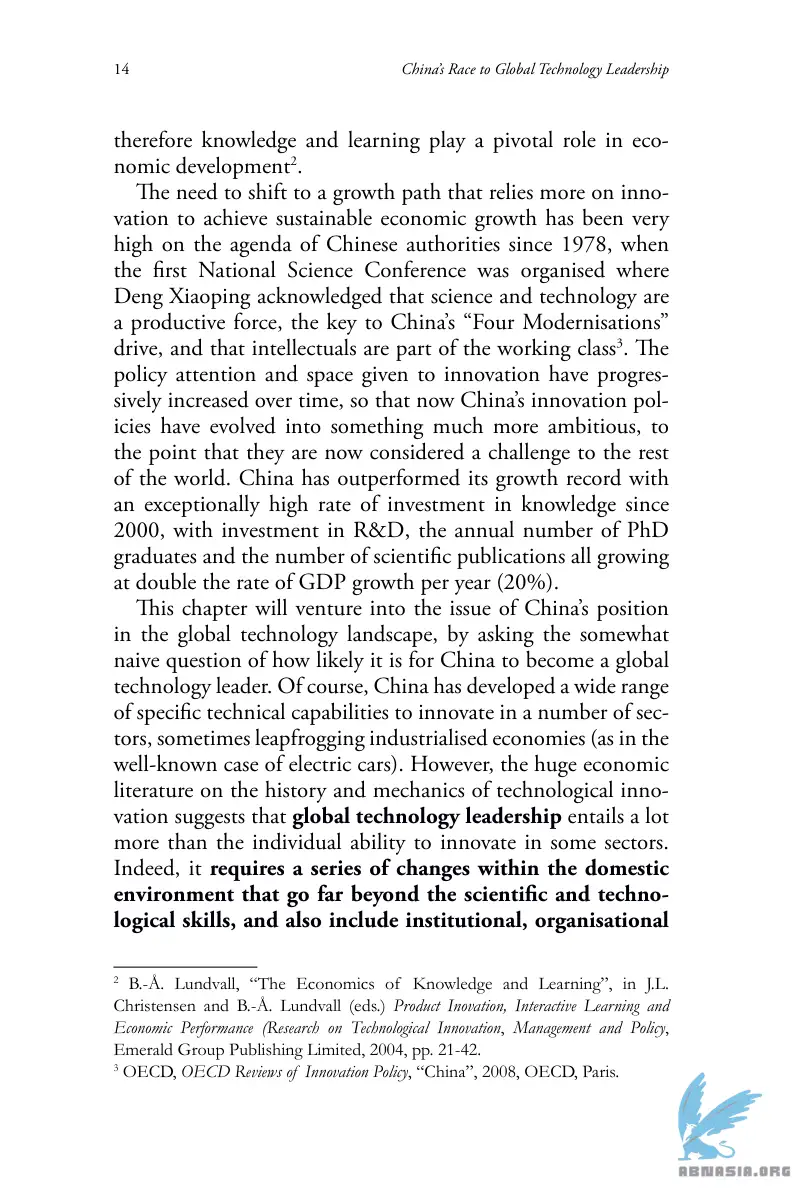 14
China’s Race to Global Technology Leadership
therefore knowledge and learning play a pivotal role in eco-
nomic development2.
The need to shift to a growth path that relies more on inno-
vation to achieve sustainable economic growth has been very
high on the agenda of Chinese authorities since 1978, when
the first National Science Conference was organised where
Deng Xiaoping acknowledged that science and technology are
a productive force, the key to China’s “Four Modernisations”
drive, and that intellectuals are part of the working class3. The
policy attention and space given to innovation have progres-
sively increased over time, so that now China’s innovation pol-
icies have evolved into something much more ambitious, to
the point that they are now considered a challenge to the rest
of the world. China has outperformed its growth record with
an exceptionally high rate of investment in knowledge since
2000, with investment in R&D, the annual number of PhD
graduates and the number of scientific publications all growing
at double the rate of GDP growth per year (20%).
This chapter will venture into the issue of China’s position
in the global technology landscape, by asking the somewhat
naive question of how likely it is for China to become a global
technology leader. Of course, China has developed a wide range
of specific technical capabilities to innovate in a number of sec-
tors, sometimes leapfrogging industrialised economies (as in the
well-known case of electric cars). However, the huge economic
literature on the history and mechanics of technological inno-
vation suggests that global technology leadership entails a lot
more than the individual ability to innovate in some sectors.
Indeed, it requires a series of changes within the domestic
environment that go far beyond the scientific and techno-
logical skills, and also include institutional, organisational
2 B.-Å. Lundvall, “The Economics of Knowledge and Learning”, in J.L.
Christensen and B.-Å. Lundvall (eds.) Product Inovation, Interactive Learning and
Economic Performance (Research on Technological Innovation, Management and Policy,
Emerald Group Publishing Limited, 2004, pp. 21-42.
3 OECD, OECD Reviews of Innovation Policy, “China”, 2008, OECD, Paris.
ABNASIA.ORG